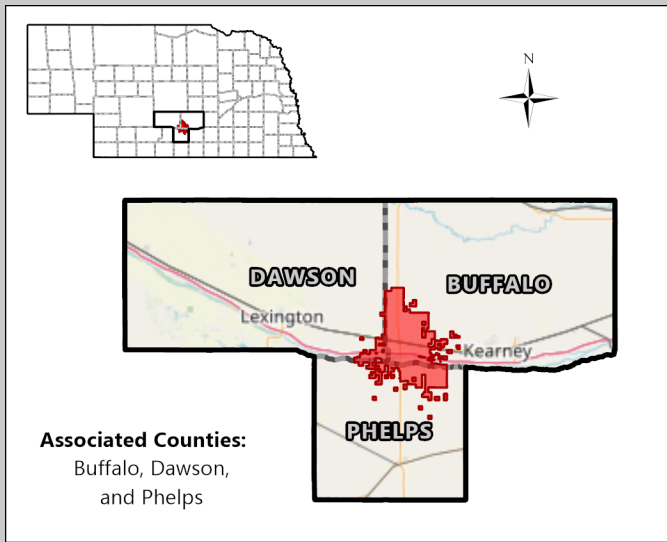 N
DAWSON
BUFFALO
Lexington
Kearney
PHELPS
Associated Counties:
Buffalo, Dawson,
and Phelps